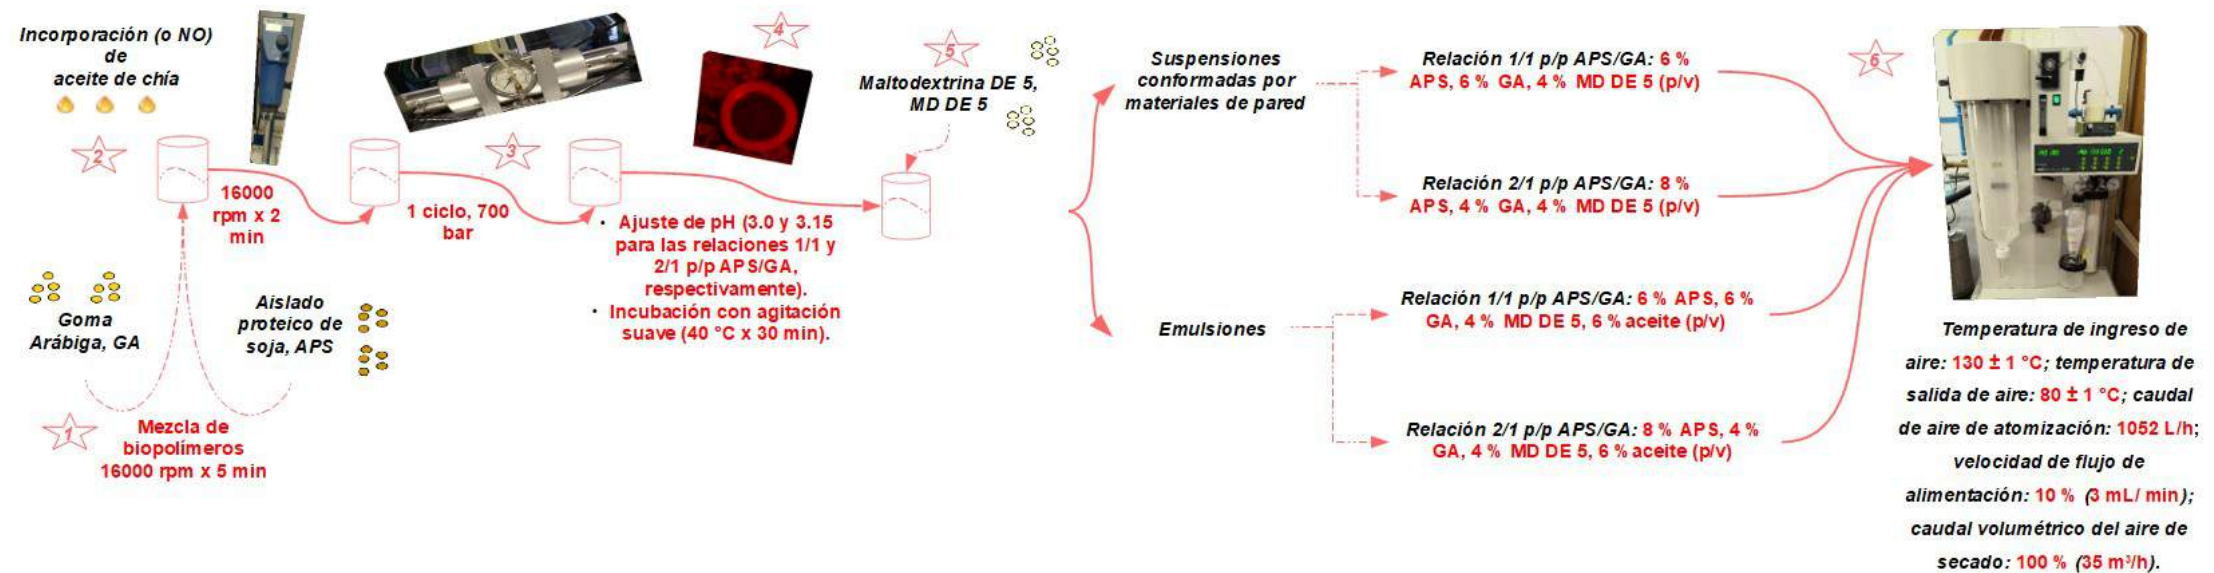 Incorporación (o NO)
de
aceite de chía
2
16000
rpm x 2
min
Goma
Arábiga, GA
Aislado
proteico de
soja, APS
1
Mezcla de
biopolímeros
16000 rpm x 5 min
3
1 ciclo, 700
bar
4
• Ajuste de pH (3.0 y 3.15
para las relaciones 1/1 y
2/1 p/p APS/GA,
respectivamente).
• Incubación con agitación
suave (40 °C x 30 min).
5
Maltodextrina DE 5,
MD DE 5
Suspensiones
conformadas por
materiales de pared
Relación 1/1 p/p APS/GA: 6 %
APS, 6 % GA, 4 % MD DE 5 (p/v)
Relación 2/1 p/p APS/GA: 8 %
APS, 4 % GA, 4 % MD DE 5 (p/v)
Emulsiones
Relación 1/1 p/p APS/GA: 6 % APS, 6 %
GA, 4 % MD DE 5, 6 % aceite (p/v)
Relación 2/1 p/p APS/GA: 8 % APS, 4 %
GA, 4 % MD DE 5, 6 % aceite (p/v)
6
Temperatura de ingreso de
aire: 130 ± 1 °C; temperatura de
salida de aire: 80 ± 1 °C; caudal
de aire de atomización: 1052 L/h;
velocidad de flujo de
alimentación: 10 % (3 mL/ min);
caudal volumétrico del aire de
secado: 100 % (35 m³/h).